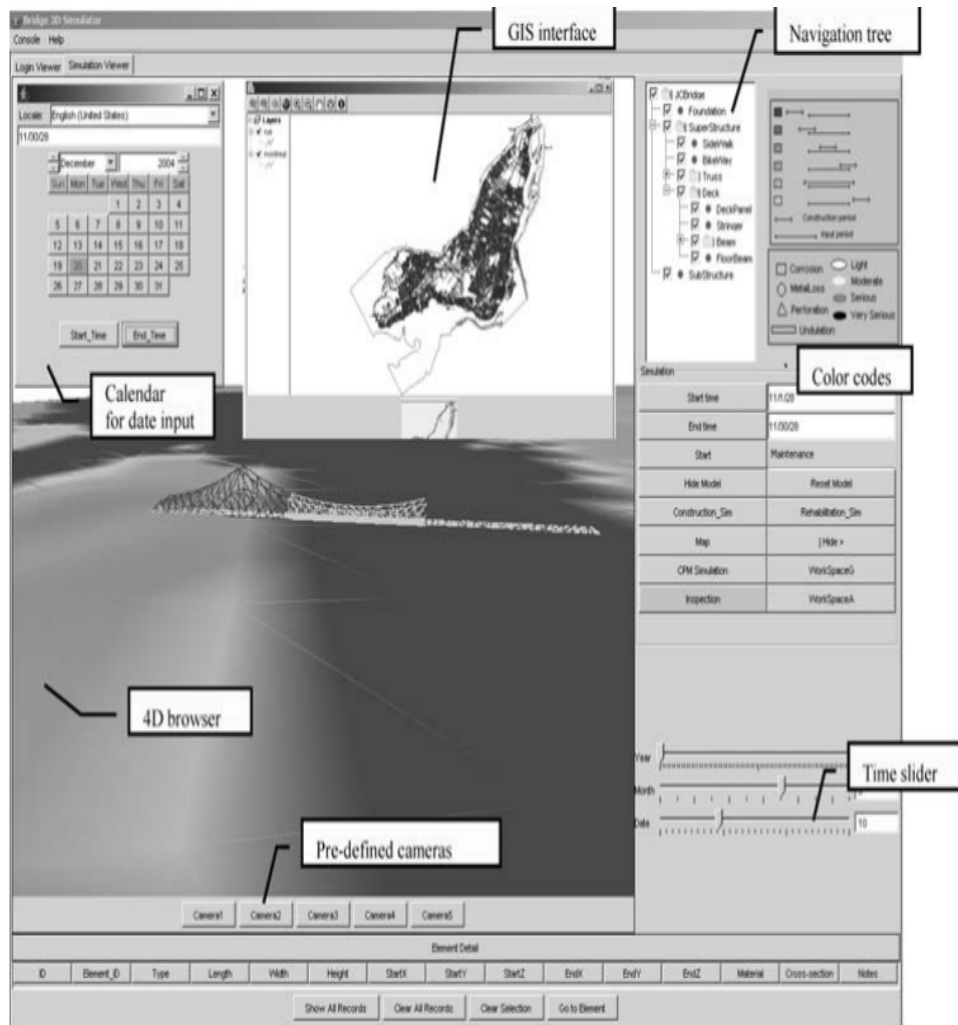 Bridge 3D Simulator
Console Help
Login Viewer Simulation Viewer
GIS interface
Navigation tree
Locale: English (United States)
11/00/28
December 2004
Sun Mon Tue Wed Thu Fri Sat
1 2 3 4
5 6 7 8 9 10 11
12 13 14 15 16 17 18
19 20 21 22 23 24 25
26 27 28 29 30 31
Start_Time End_Time
Calendar
for date input
Layers
rue
montreal
JCBridge
Foundation
SuperStructure
SideWalk
BikeWay
Truss
Deck
DeckPanel
Stringer
Beam
FloorBeam
SubStructure
Construction period
Input period
Corrosion
MetalLoss
Perforation
Undulation
Light
Moderate
Serious
Very Serious
Color codes
Simulation
Start time 11/1/28
End time 11/00/28
Start Maintenance
Hide Model Reset Model
Construction_Sim Rehabilitation_Sim
Map | Hide >
CPM Simulation WorkSpaceG
Inspection WorkSpaceA
4D browser
Year
Month
Date 10
Time slider
Pre-defined cameras
Camera1 Camera2 Camera3 Camera4 Camera5
Element Detail
ID Element_ID Type Length Width Height StartX StartY StartZ EndX EndY EndZ Material Cross-section Notes
Show All Records Clear All Records Clear Selection Go to Element